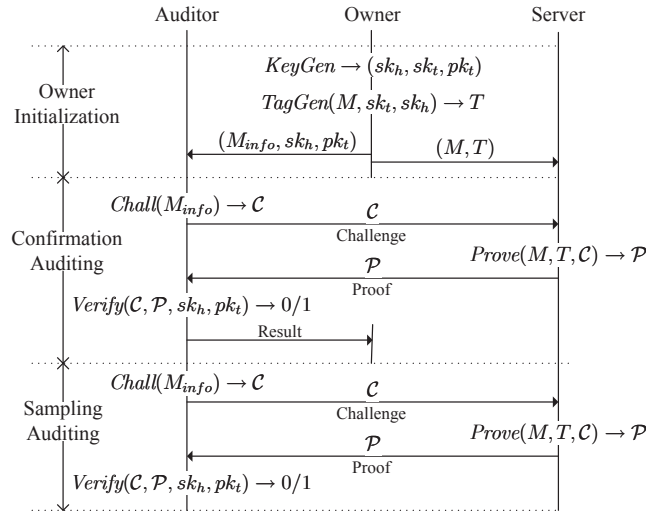 Auditor Owner Server
KeyGen → (sk_h, sk_t, pk_t)
Owner Initialization
TagGen(M, sk_t, sk_h) → T
(M_info, sk_h, pk_t)
(M, T)
Chall(M_info) → 𝒞
𝒞
Challenge
Confirmation Auditing
Prove(M, T, 𝒞) → 𝒫
𝒫
Proof
Verify(𝒞, 𝒫, sk_h, pk_t) → 0/1
Result
Chall(M_info) → 𝒞
𝒞
Challenge
Sampling Auditing
Prove(M, T, 𝒞) → 𝒫
𝒫
Proof
Verify(𝒞, 𝒫, sk_h, pk_t) → 0/1